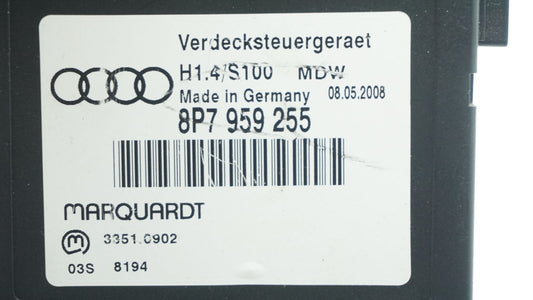 Verdecksteuergeraet
H1.4/S100 MDW
Made in Germany 08.05.2008
8P7 959 255
MARQUARDT
m 3351.0902
03S 8194